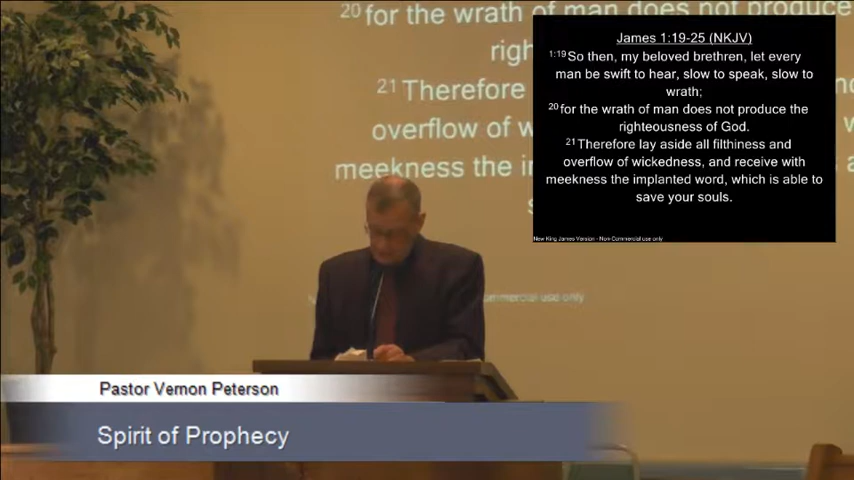 20 for the wrath of man does not produce
righ
21 Therefore
overflow of w
meekness the i
James 1:19-25 (NKJV)
1:19 So then, my beloved brethren, let every
man be swift to hear, slow to speak, slow to
wrath;
20 for the wrath of man does not produce the
righteousness of God.
21 Therefore lay aside all filthiness and
overflow of wickedness, and receive with
meekness the implanted word, which is able to
save your souls.
New King James Version - Non-Commercial use only
commercial use only
Pastor Vernon Peterson
Spirit of Prophecy